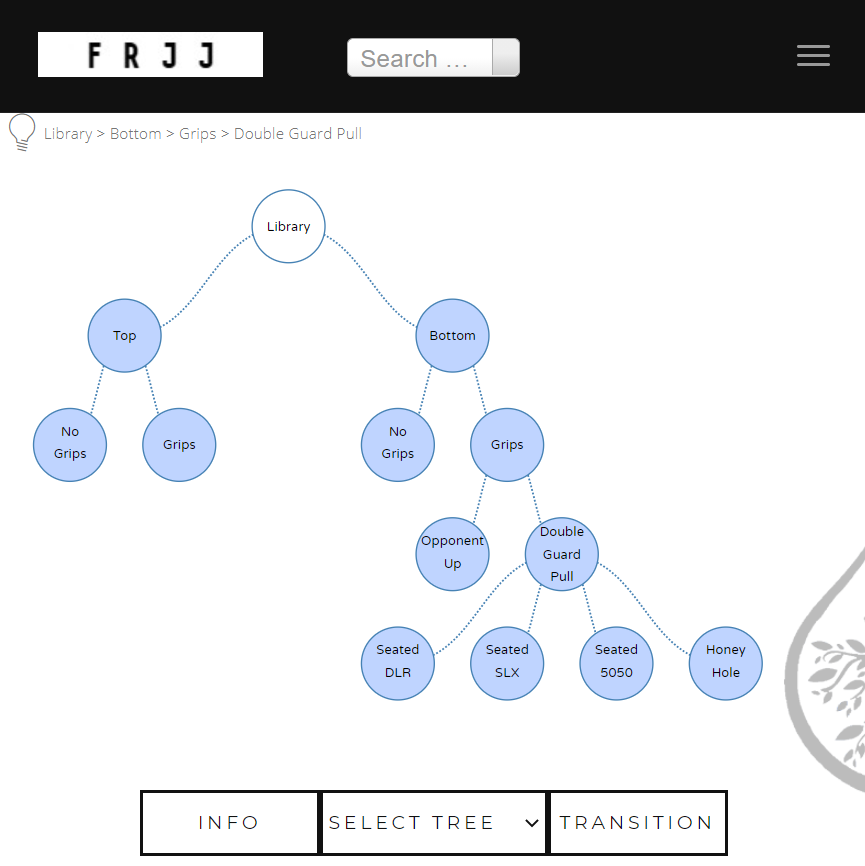 F R J J
Search ...
Library > Bottom > Grips > Double Guard Pull
Library
Top
Bottom
No
Grips
Grips
No
Grips
Grips
Opponent
Up
Double
Guard
Pull
Seated
DLR
Seated
SLX
Seated
5050
Honey
Hole
INFO
SELECT TREE
TRANSITION